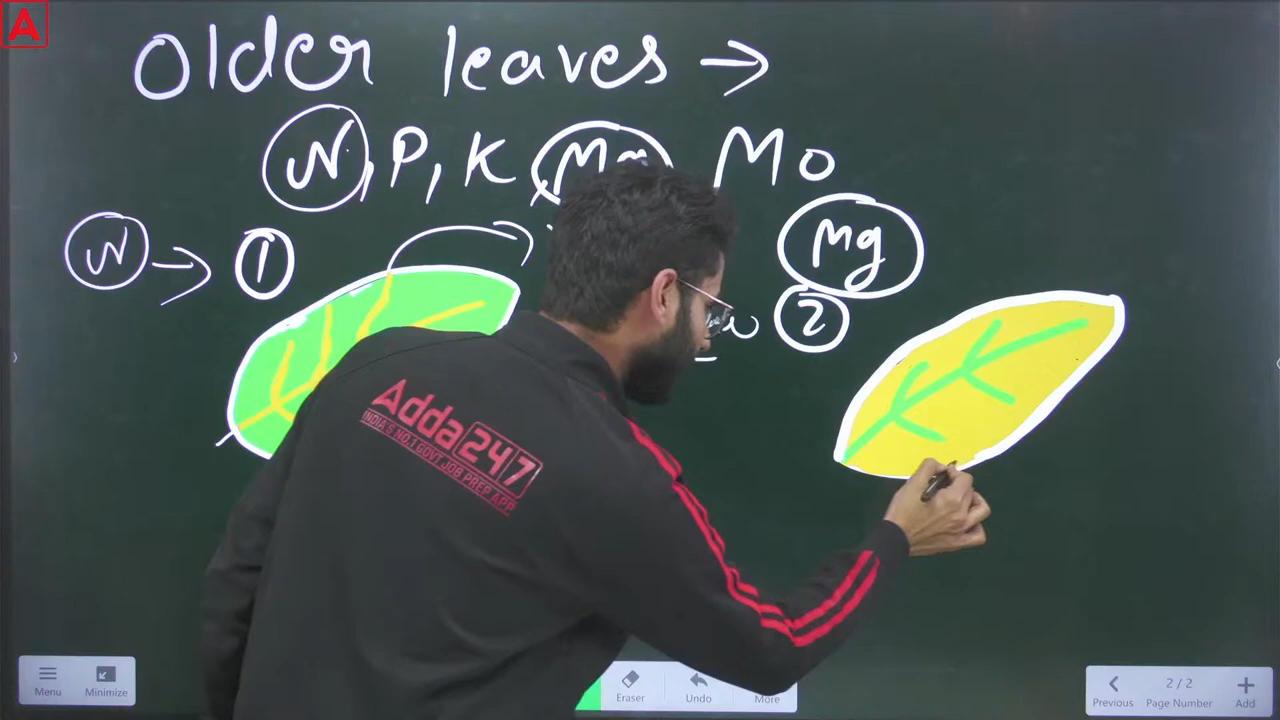 A
Older leaves →
N, P, K Mg Mo
N → 1
Mg
2
Adda247
INDIA'S NO.1 GOVT JOB PREP APP
Menu
Minimize
Eraser
Undo
More
Previous
2 / 2
Page Number
Add